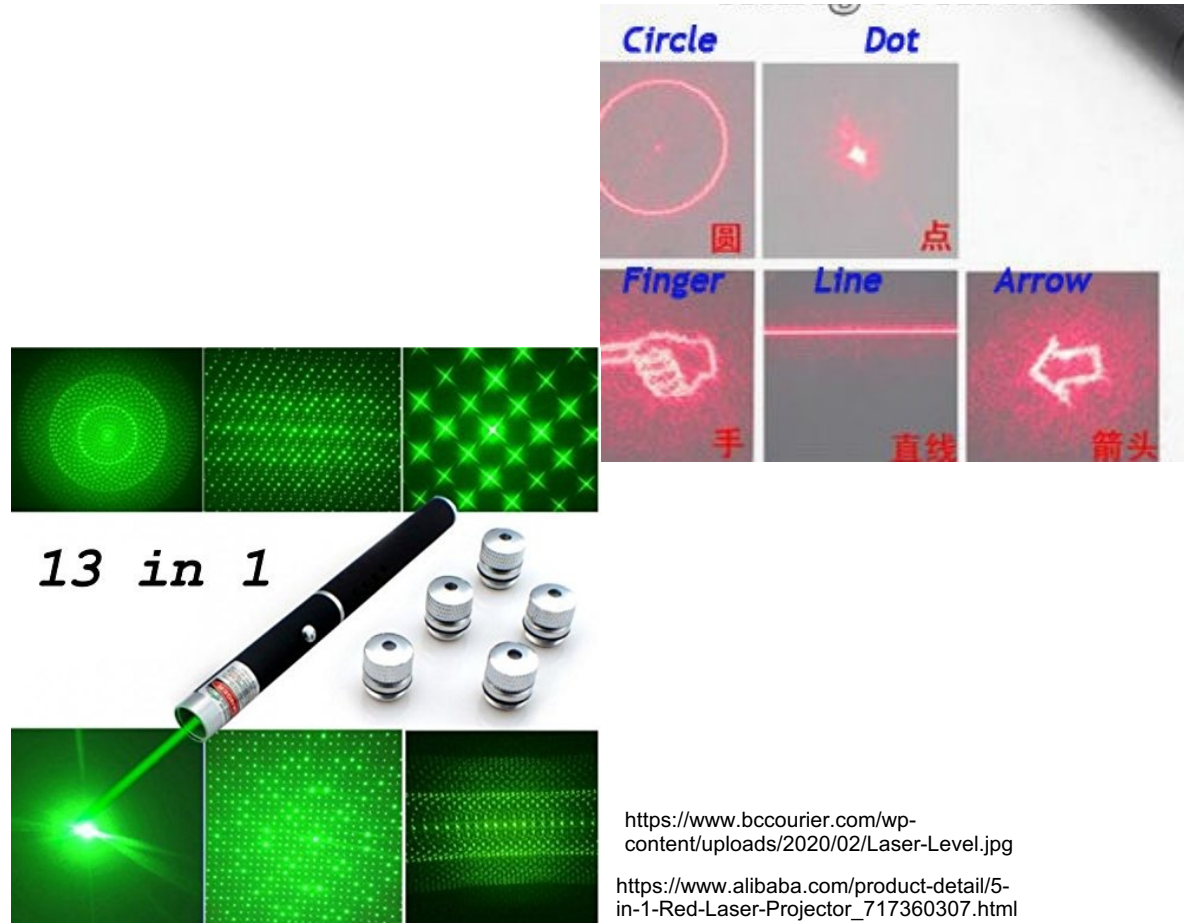 Circle Dot
圆 点
Finger Line Arrow
手 直线 箭头
13 in 1
https://www.bccourier.com/wp-
content/uploads/2020/02/Laser-Level.jpg
https://www.alibaba.com/product-detail/5-
in-1-Red-Laser-Projector_717360307.html